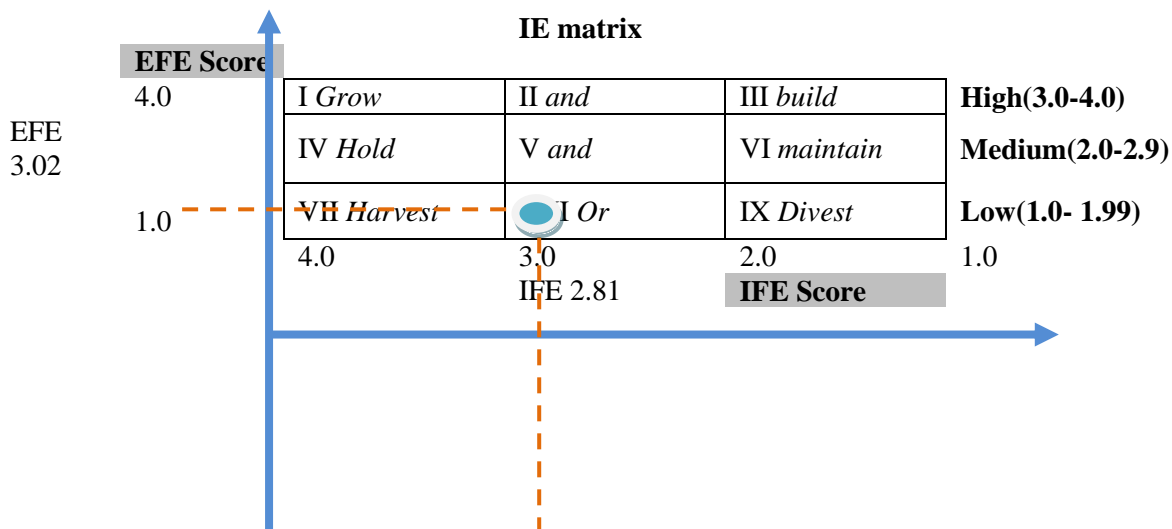 IE matrix
EFE Score
4.0
I Grow
II and
III build
High(3.0-4.0)
EFE
3.02
IV Hold
V and
VI maintain
Medium(2.0-2.9)
1.0
VII Harvest
I Or
IX Divest
Low(1.0- 1.99)
4.0
3.0
2.0
1.0
IFE 2.81
IFE Score